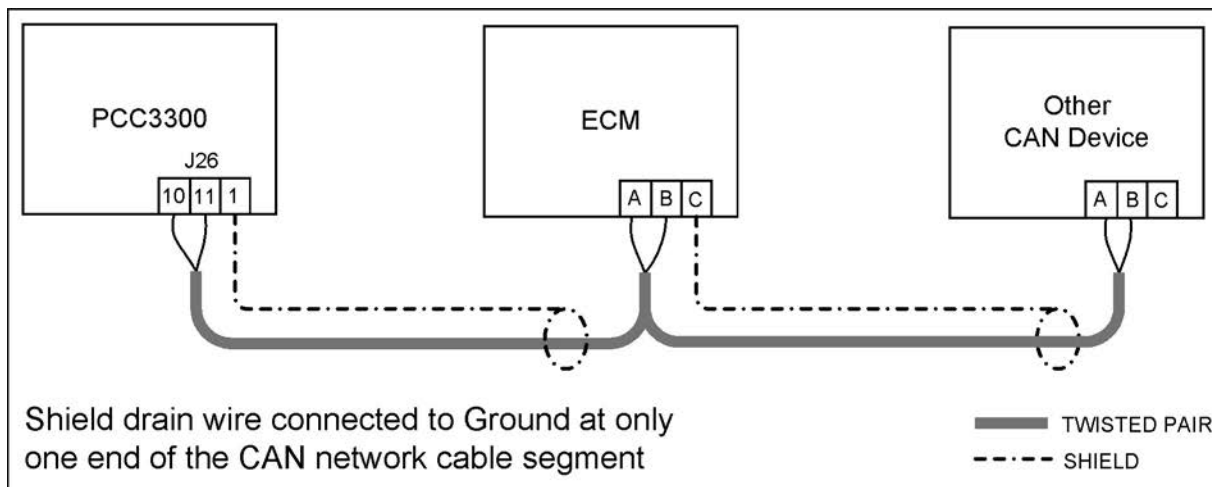 PCC3300
J26
10 11 1
ECM
A B C
Other
CAN Device
A B C
Shield drain wire connected to Ground at only
one end of the CAN network cable segment
TWISTED PAIR
SHIELD